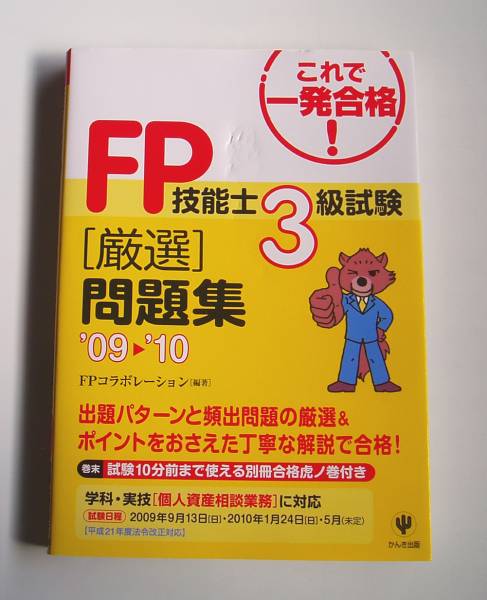 これで
一発合格
!
FP技能士3級試験
[厳選]
問題集
'09▶'10
FPコラボレーション[編著]
出題パターンと頻出問題の厳選&
ポイントをおさえた丁寧な解説で合格!
巻末 試験10分前まで使える別冊合格虎ノ巻付き
学科・実技[個人資産相談業務]に対応
試験日程 2009年9月13日(日)・2010年1月24日(日)・5月(未定)
【平成21年度法令改正対応】
かんき出版